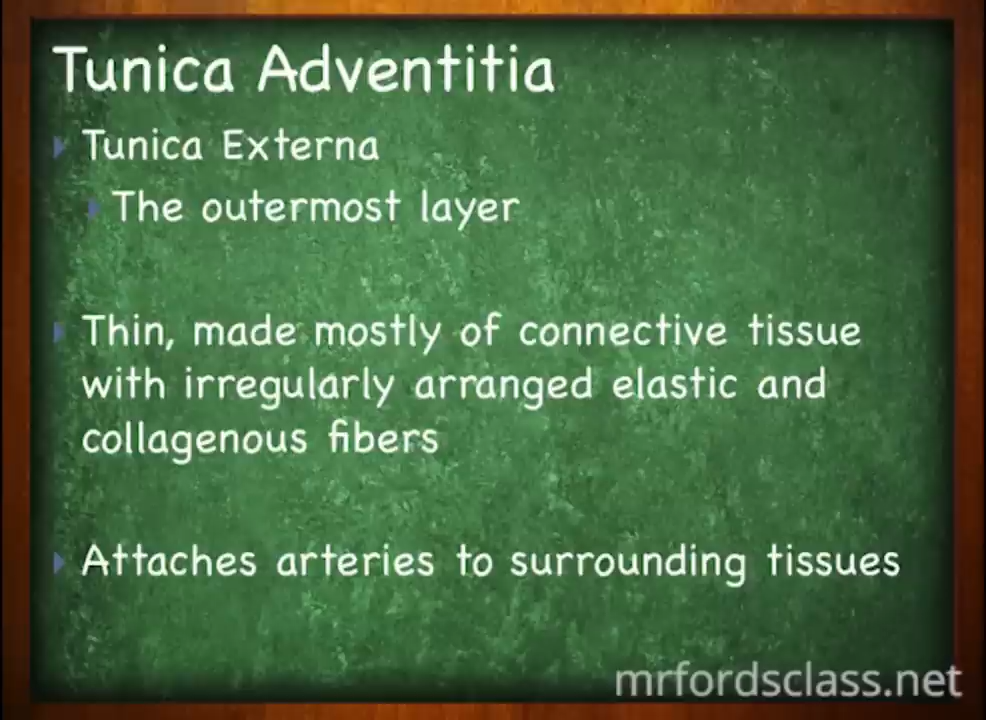 Tunica Adventitia
Tunica Externa
The outermost layer
Thin, made mostly of connective tissue
with irregularly arranged elastic and
collagenous fibers
Attaches arteries to surrounding tissues
mrfordsclass.net